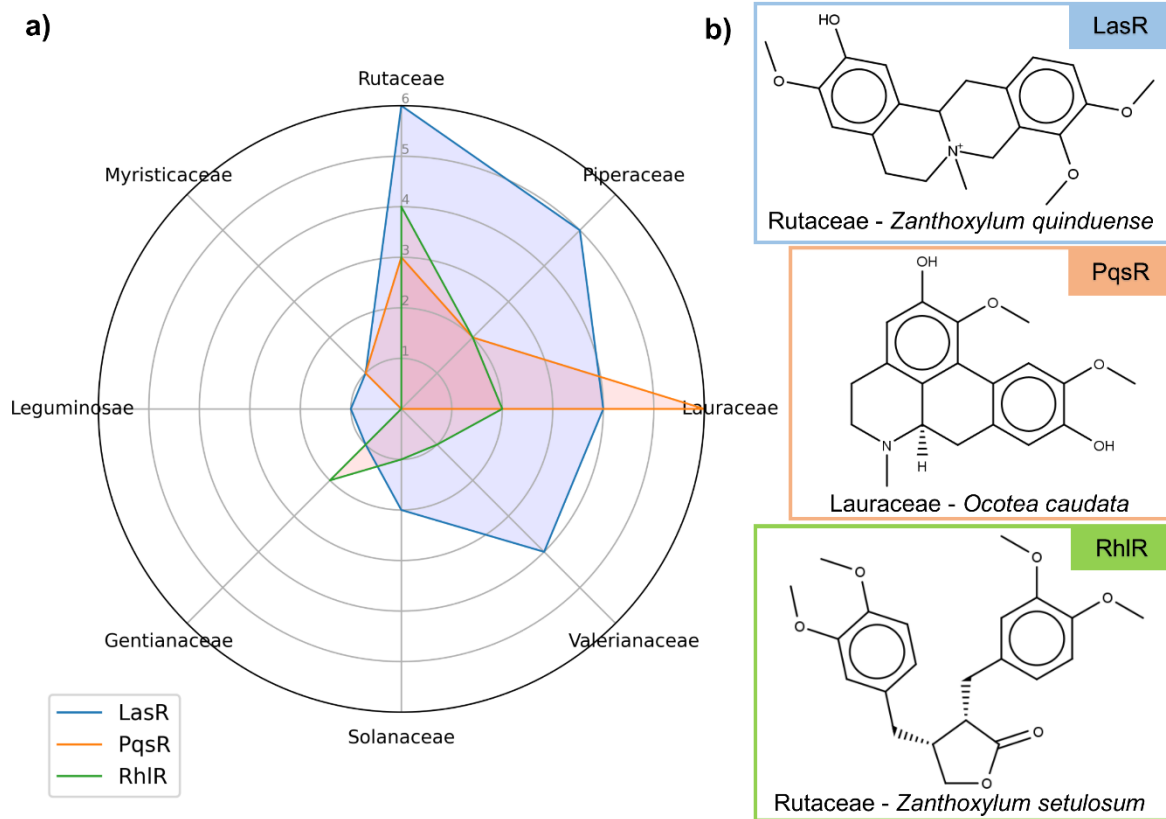 a)
Rutaceae
6
5
4
3
2
1
Myristicaceae
Piperaceae
Leguminosae
Lauraceae
Gentianaceae
Valerianaceae
Solanaceae
LasR
PqsR
RhlR
b)
LasR
HO
O
N+
O
O
Rutaceae - Zanthoxylum quinduense
PqsR
OH
O
O
N
H
OH
Lauraceae - Ocotea caudata
RhlR
O
O
O
O
O
O
Rutaceae - Zanthoxylum setulosum